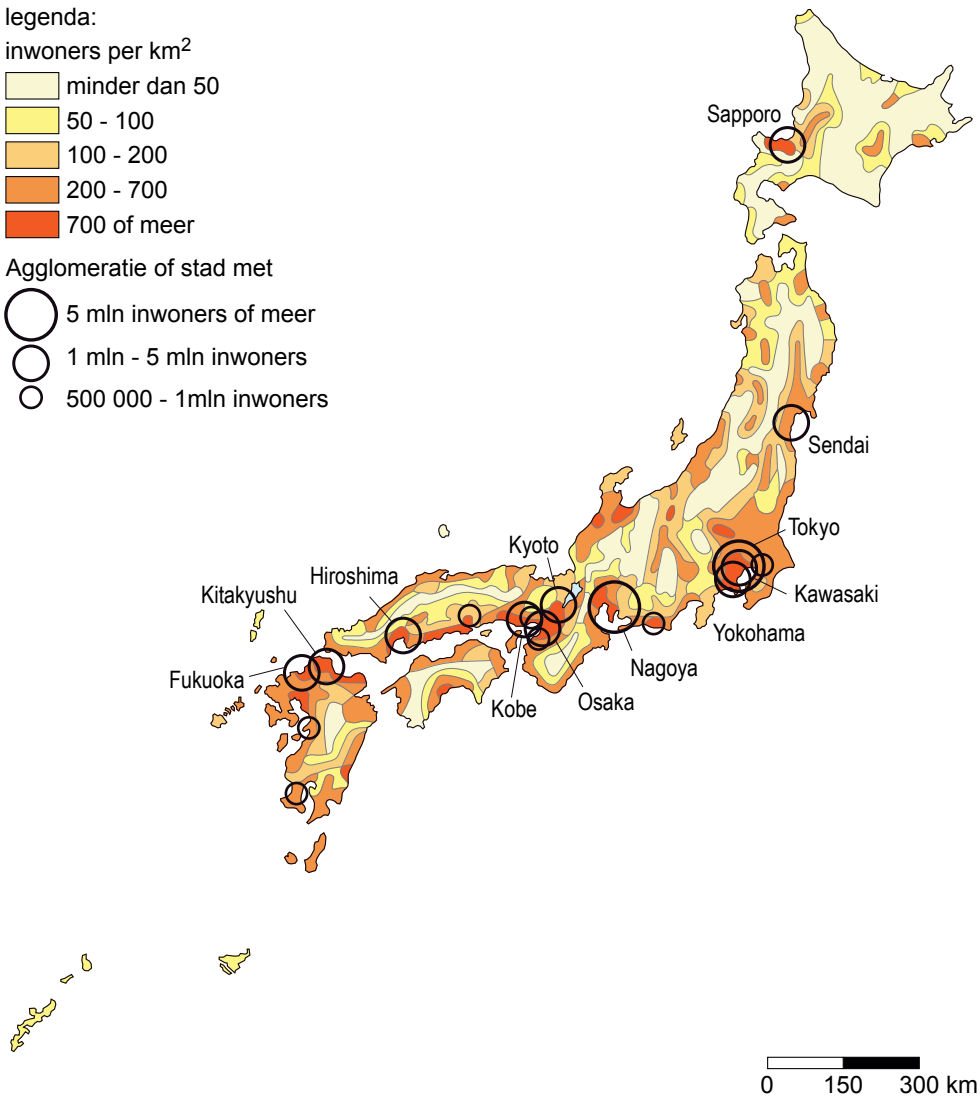 legenda:
inwoners per km2
minder dan 50
50 - 100
100 - 200
200 - 700
700 of meer
Agglomeratie of stad met
5 mln inwoners of meer
1 mln - 5 mln inwoners
500 000 - 1mln inwoners
Sapporo
Sendai
Tokyo
Kyoto
Hiroshima
Kawasaki
Kitakyushu
Yokohama
Nagoya
Fukuoka
Osaka
Kobe
0 150 300 km